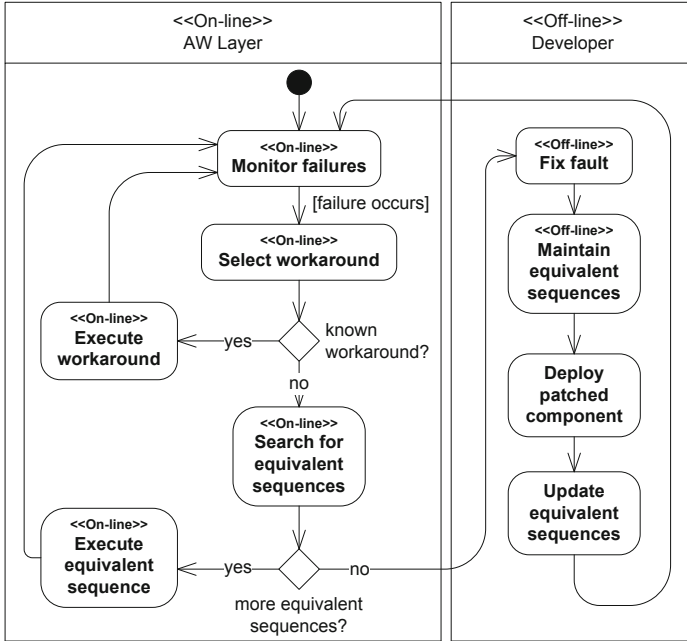 <<On-line>>
AW Layer
<<Off-line>>
Developer
<<On-line>>
Monitor failures
[failure occurs]
<<On-line>>
Select workaround
known
workaround?
yes
<<On-line>>
Execute
workaround
no
<<On-line>>
Search for
equivalent
sequences
more equivalent
sequences?
yes
<<On-line>>
Execute
equivalent
sequence
no
<<Off-line>>
Fix fault
<<Off-line>>
Maintain
equivalent
sequences
Deploy
patched
component
Update
equivalent
sequences